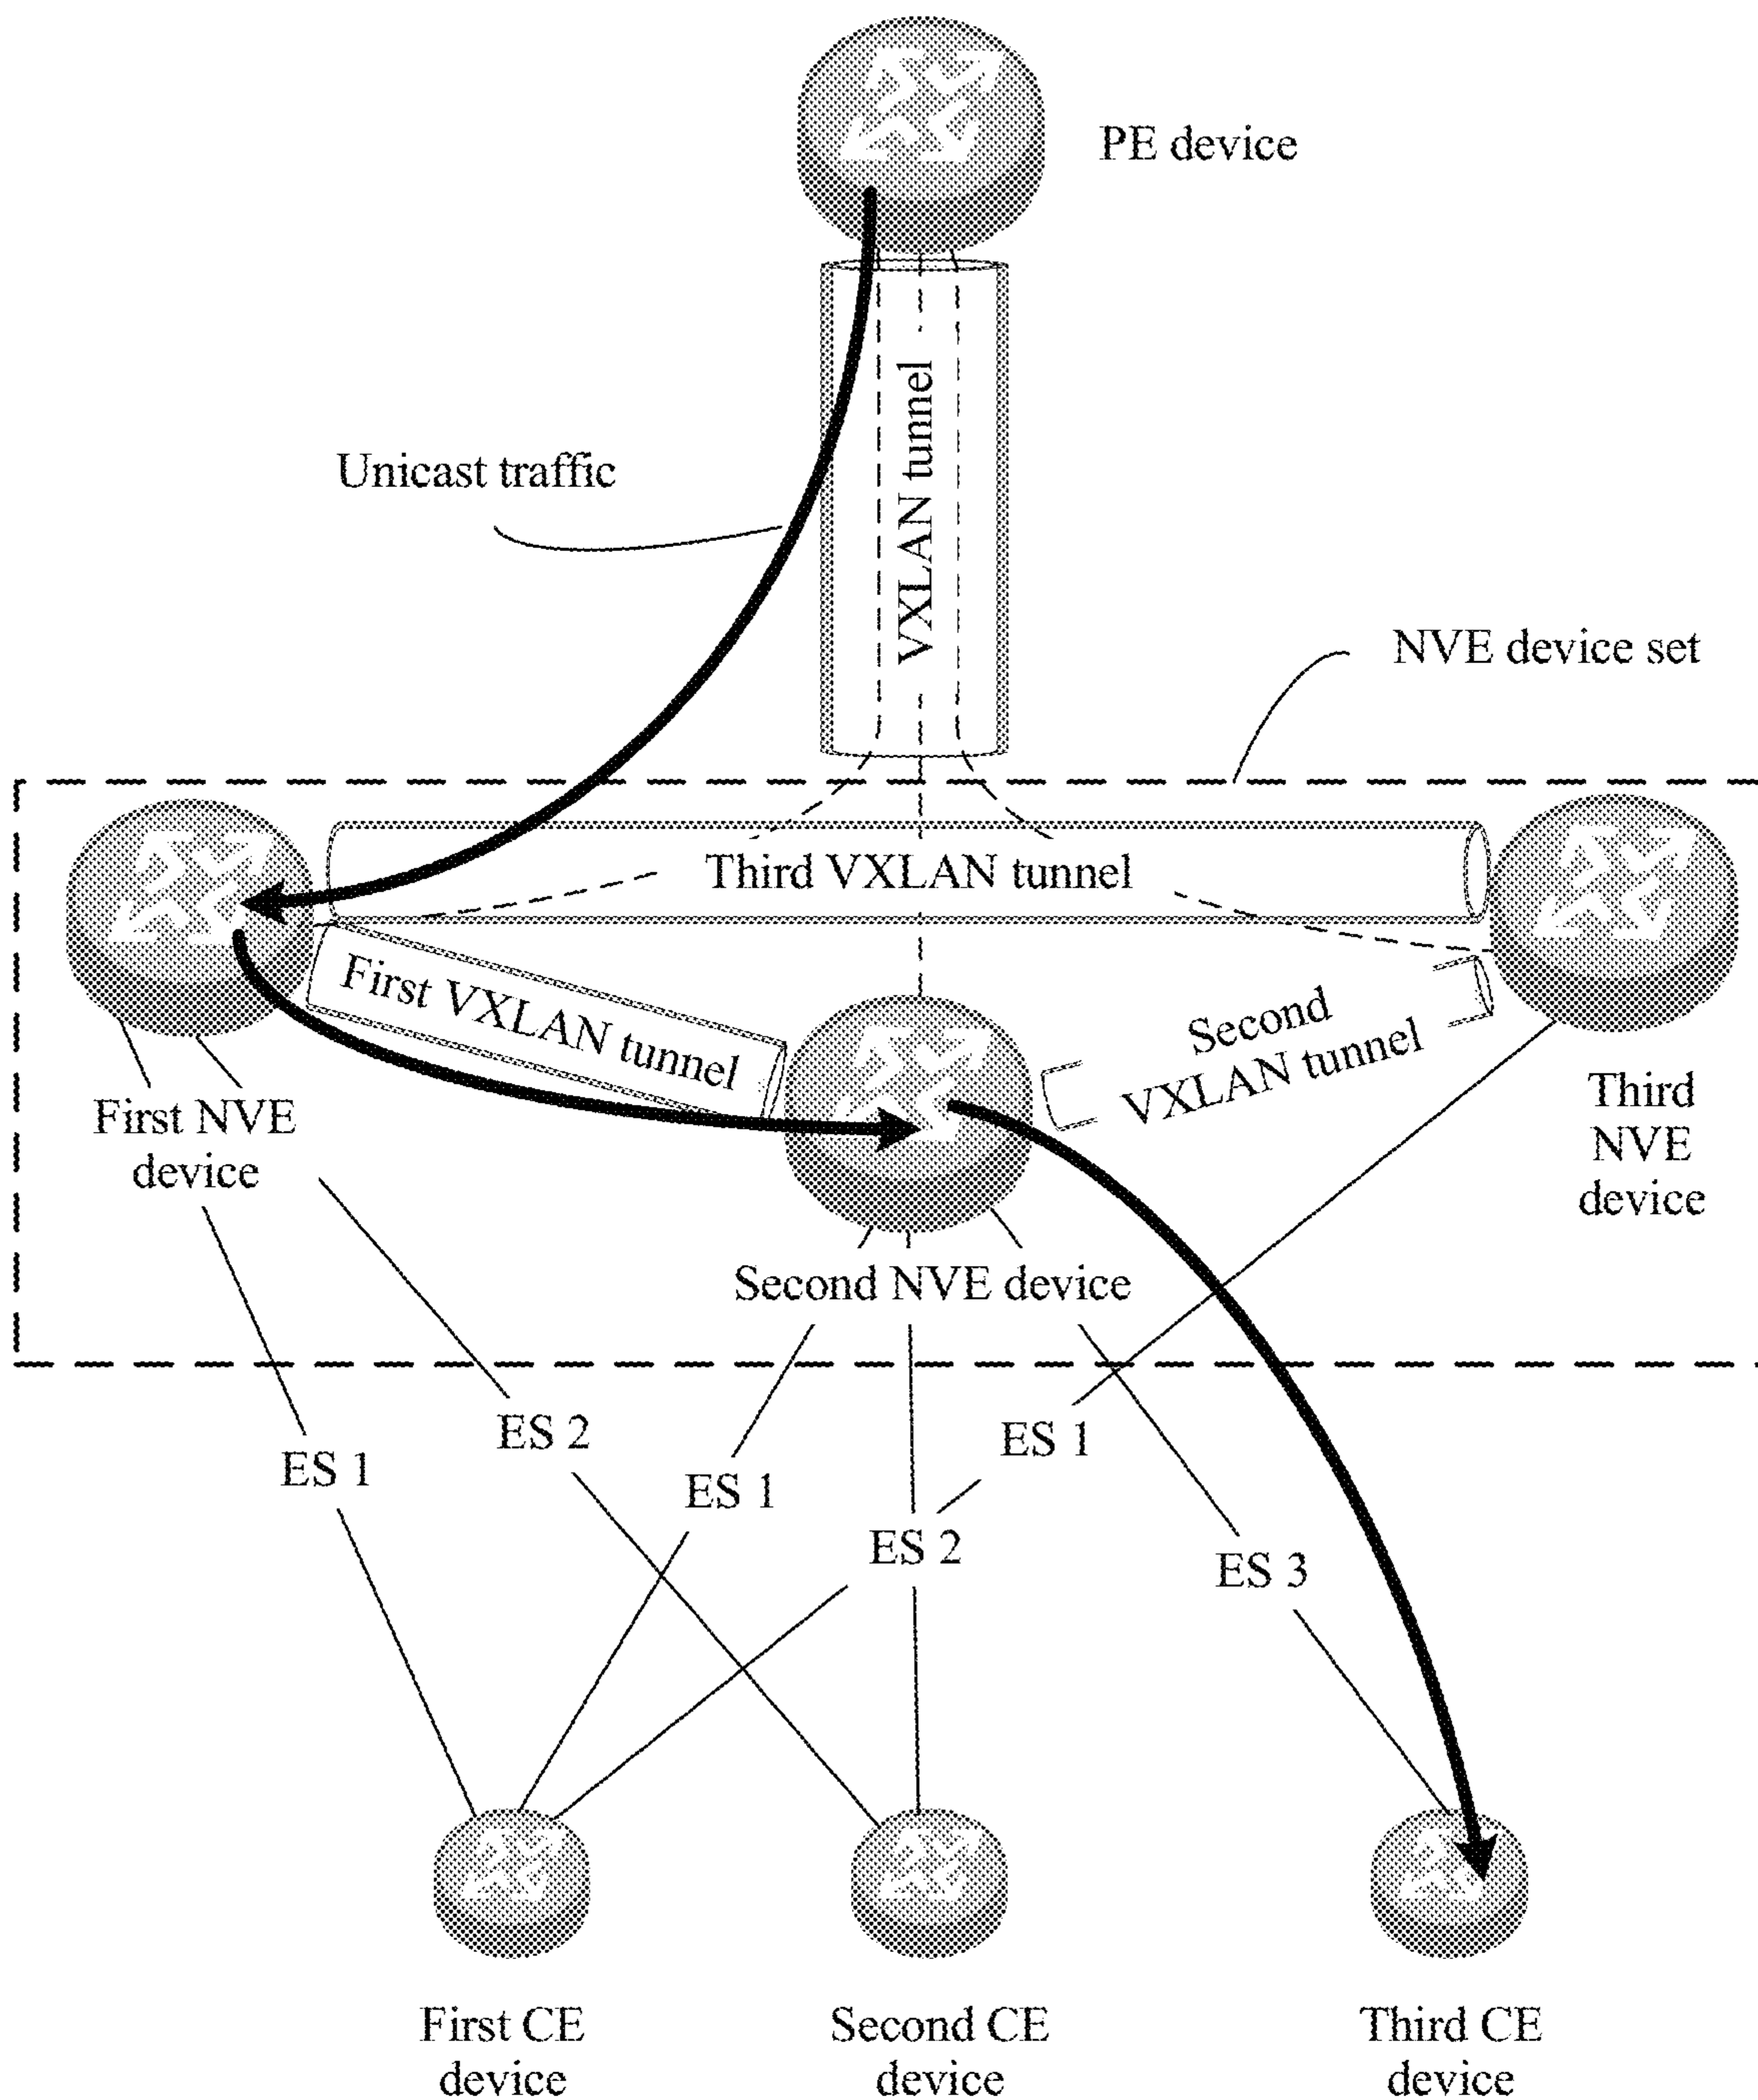 PE device
VXLAN tunnel
Unicast traffic
NVE device set
Third VXLAN tunnel
First VXLAN tunnel
Second
VXLAN tunnel
First NVE
device
Third
NVE
device
Second NVE device
ES 2
ES 1
ES 1
ES 1
ES 2
ES 3
First CE
device
Second CE
device
Third CE
device